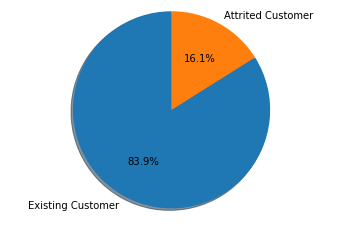 Attrited Customer
16.1%
83.9%
Existing Customer